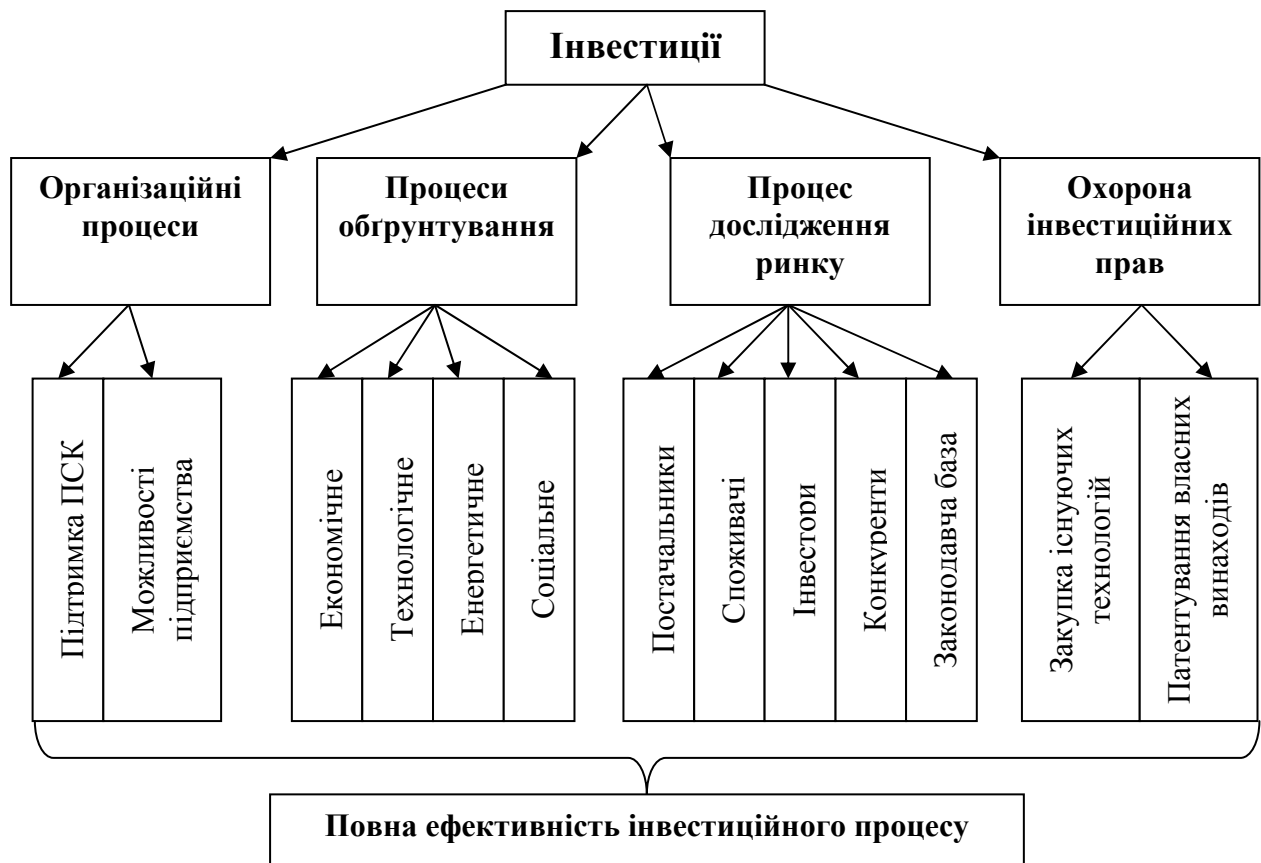 Інвестиції
Організаційні
процеси
Процеси
обґрунтування
Процес
дослідження
ринку
Охорона
інвестиційних
прав
Підтримка ПСК
Можливості
підприємства
Економічне
Технологічне
Енергетичне
Соціальне
Постачальники
Споживачі
Інвестори
Конкуренти
Законодавча база
Закупка існуючих
технологій
Патентування власних
винаходів
Повна ефективність інвестиційного процесу